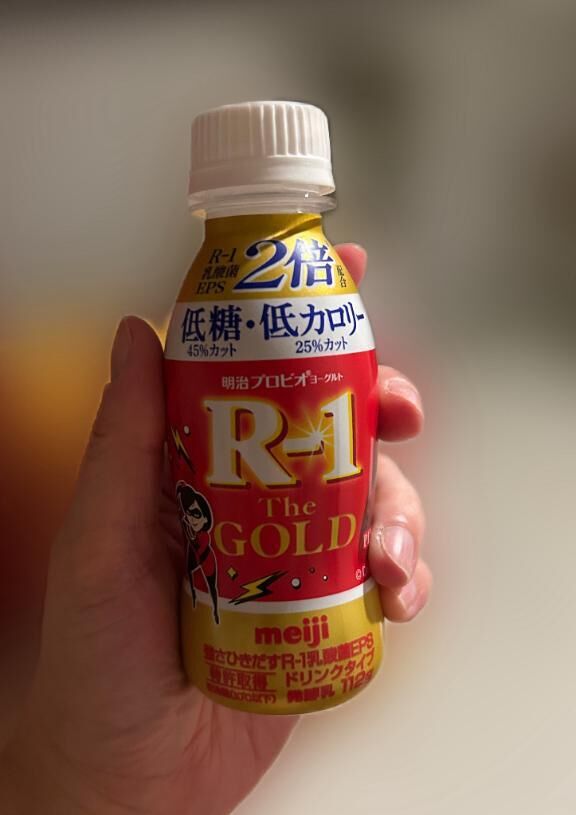 R-1
乳酸菌
EPS
2倍
配合
低糖・低カロリー
45%カット 25%カット
明治プロビオ®ヨーグルト
R-1
The
GOLD
meiji
強さひきだすR-1乳酸菌EPS
特許取得 ドリンクタイプ
発酵乳 112g